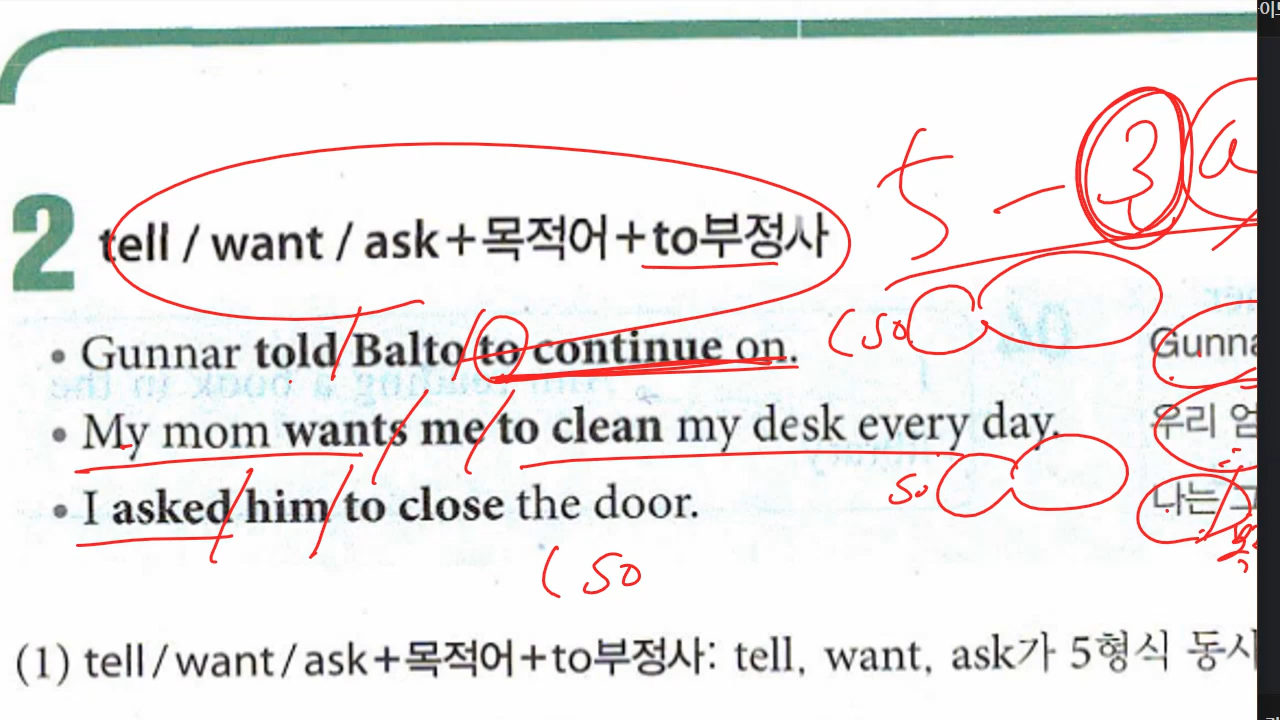 2 tell / want / ask+목적어+to부정사
5 – 3 a
• Gunnar told Balto to continue on. (so
Gunna
• My mom wants me to clean my desk every day.
우리 엄
so
• I asked him to close the door.
나는 그
(so
(1) tell/want/ask+목적어+to부정사: tell, want, ask가 5형식 동사